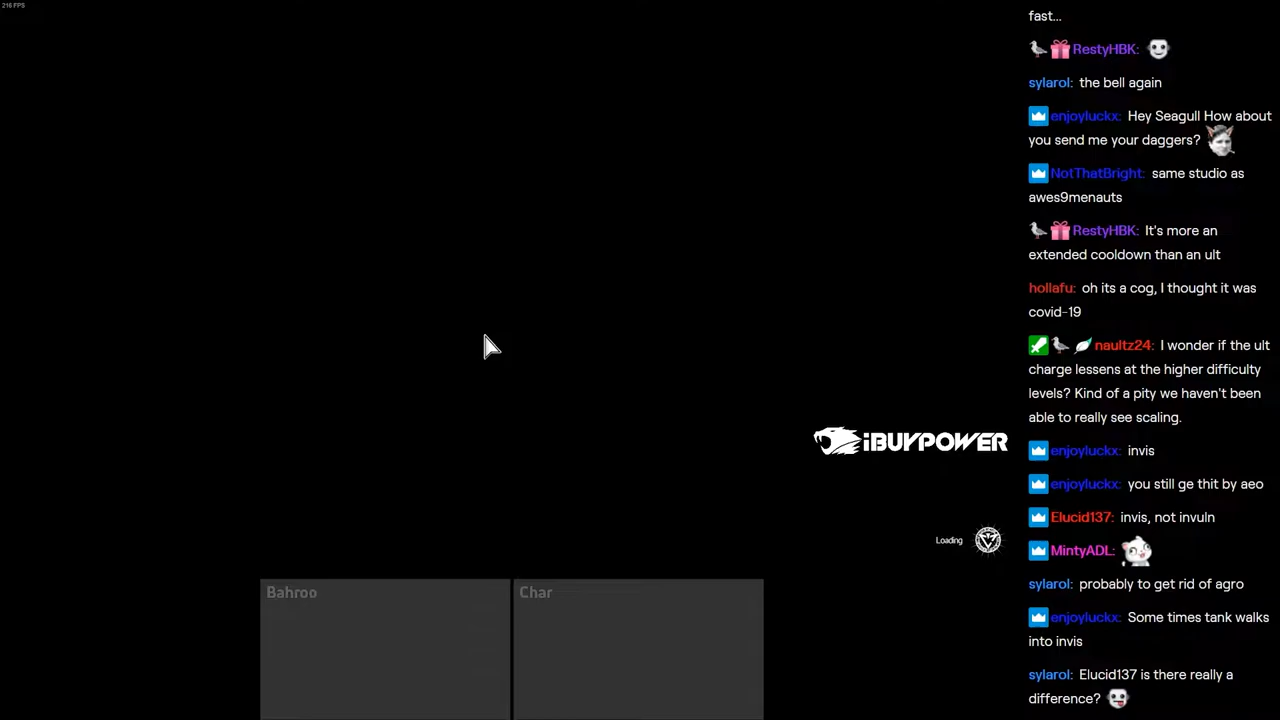 216 FPS
fast...
RestyHBK:
sylarol: the bell again
enjoyluckx: Hey Seagull How about
you send me your daggers?
NotThatBright: same studio as
awes9menauts
RestyHBK: It's more an
extended cooldown than an ult
hollafu: oh its a cog, I thought it was
covid-19
naultz24: I wonder if the ult
charge lessens at the higher difficulty
levels? Kind of a pity we haven't been
able to really see scaling.
iBUYPOWER
enjoyluckx: invis
enjoyluckx: you still ge thit by aeo
Elucid137: invis, not invuln
Loading
MintyADL:
sylarol: probably to get rid of agro
Bahroo
Char
enjoyluckx: Some times tank walks
into invis
sylarol: Elucid137 is there really a
difference?